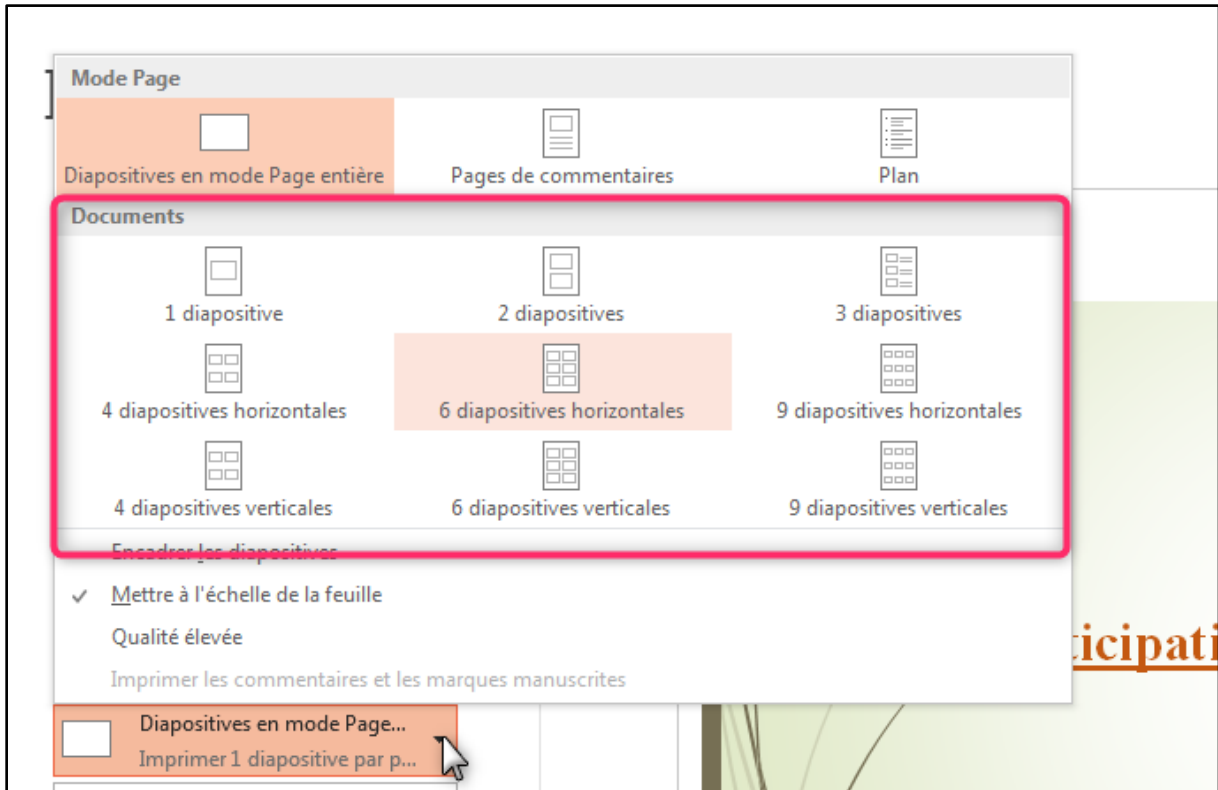 Mode Page
Diapositives en mode Page entière
Pages de commentaires
Plan
Documents
1 diapositive
2 diapositives
3 diapositives
4 diapositives horizontales
6 diapositives horizontales
9 diapositives horizontales
4 diapositives verticales
6 diapositives verticales
9 diapositives verticales
Encadrer les diapositives
Mettre à l'échelle de la feuille
Qualité élevée
Imprimer les commentaires et les marques manuscrites
ticipati
Diapositives en mode Page...
Imprimer 1 diapositive par p...